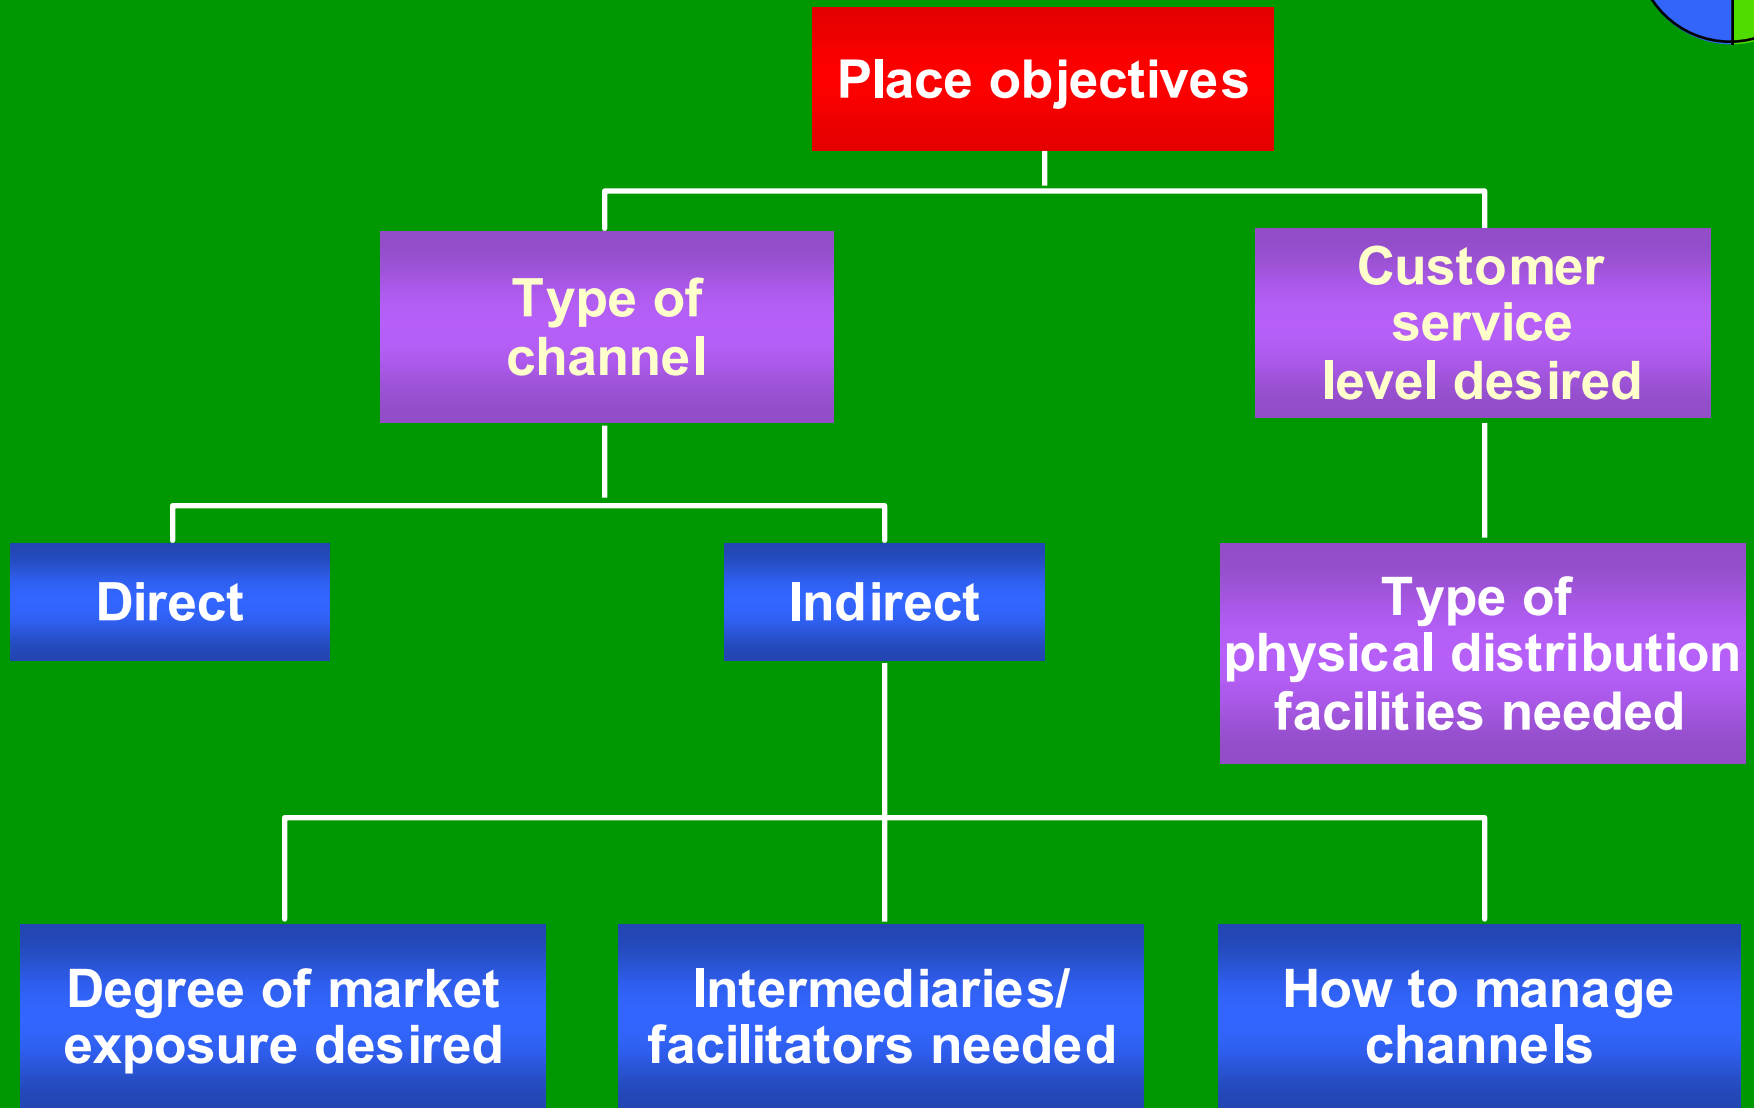 Place objectives
Type of
channel
Customer
service
level desired
Direct
Indirect
Type of
physical distribution
facilities needed
Degree of market
exposure desired
Intermediaries/
facilitators needed
How to manage
channels